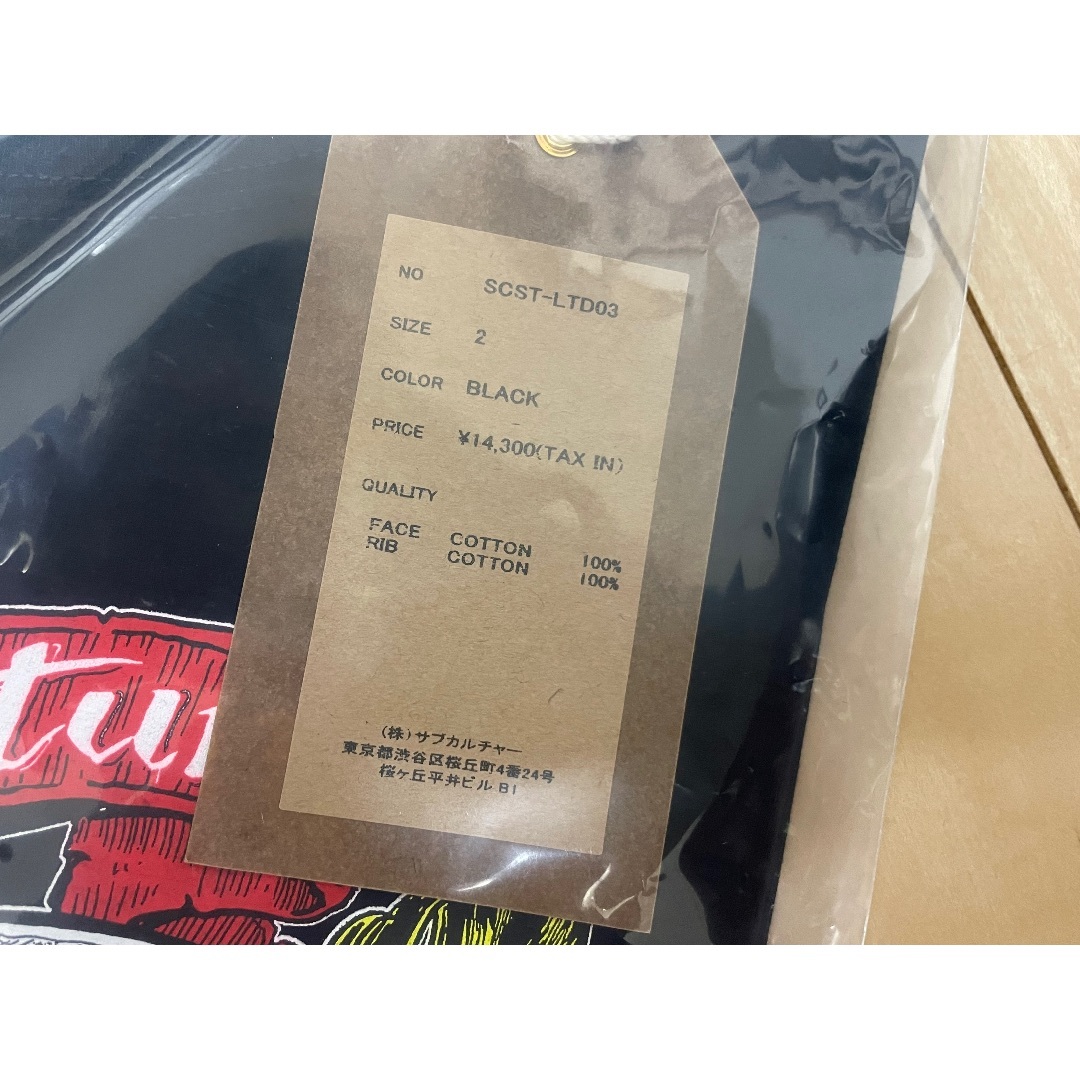 NO SCST-LTD03
SIZE 2
COLOR BLACK
PRICE ¥14,300(TAX IN)
QUALITY
FACE COTTON 100%
RIB COTTON 100%
(株)サブカルチャー
東京都渋谷区桜丘町4番24号
桜ケ丘平井ビル B1
tu